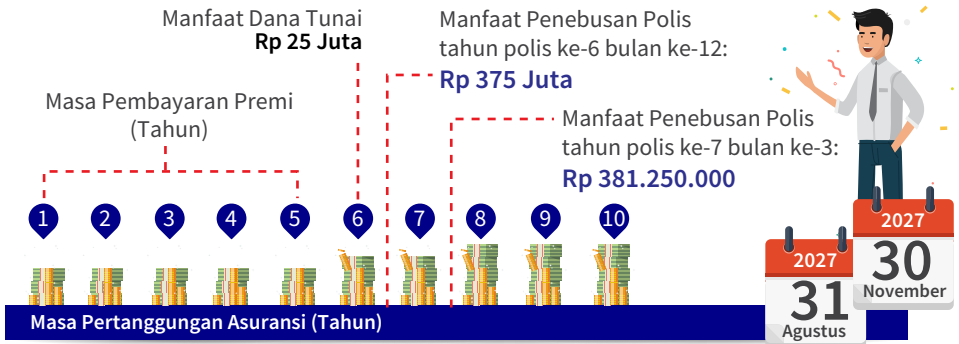 Manfaat Dana Tunai
Rp 25 Juta
Manfaat Penebusan Polis
tahun polis ke-6 bulan ke-12:
Rp 375 Juta
Masa Pembayaran Premi
(Tahun)
Manfaat Penebusan Polis
tahun polis ke-7 bulan ke-3:
Rp 381.250.000
1 2 3 4 5 6 7 8 9 10
Masa Pertanggungan Asuransi (Tahun)
2027
31
Agustus
2027
30
November